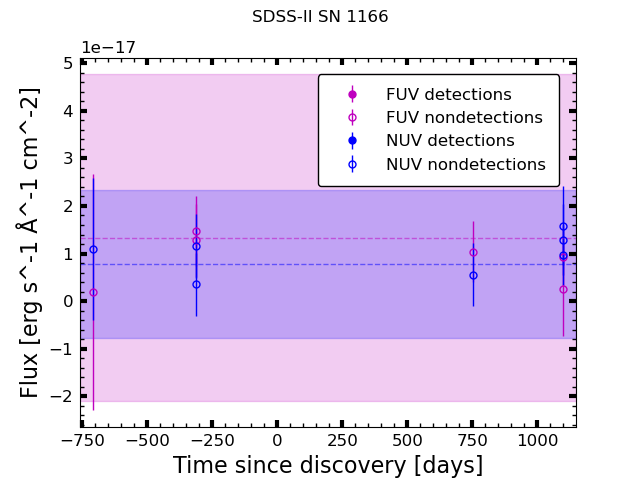 SDSS-II SN 1166
1e−17
5
4
3
2
1
0
−1
−2
Flux [erg s^-1 Å^-1 cm^-2]
FUV detections
FUV nondetections
NUV detections
NUV nondetections
−750 −500 −250 0 250 500 750 1000
Time since discovery [days]